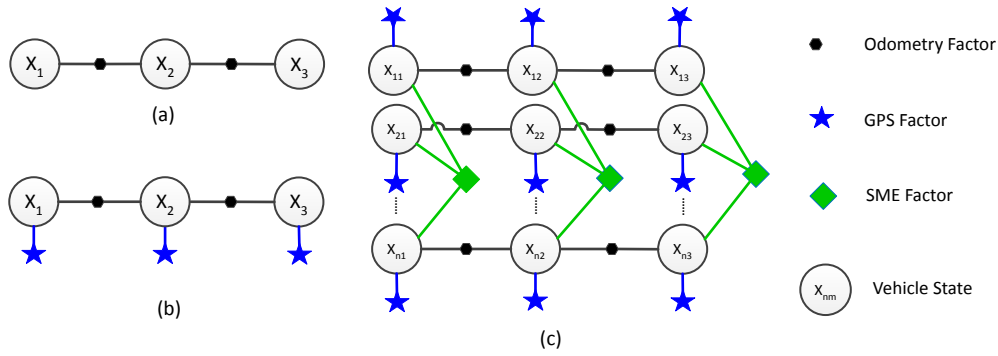 X1 X2 X3
(a)
X1 X2 X3
(b)
X11 X12 X13
X21 X22 X23
Xn1 Xn2 Xn3
(c)
Odometry Factor
GPS Factor
SME Factor
Xnm Vehicle State